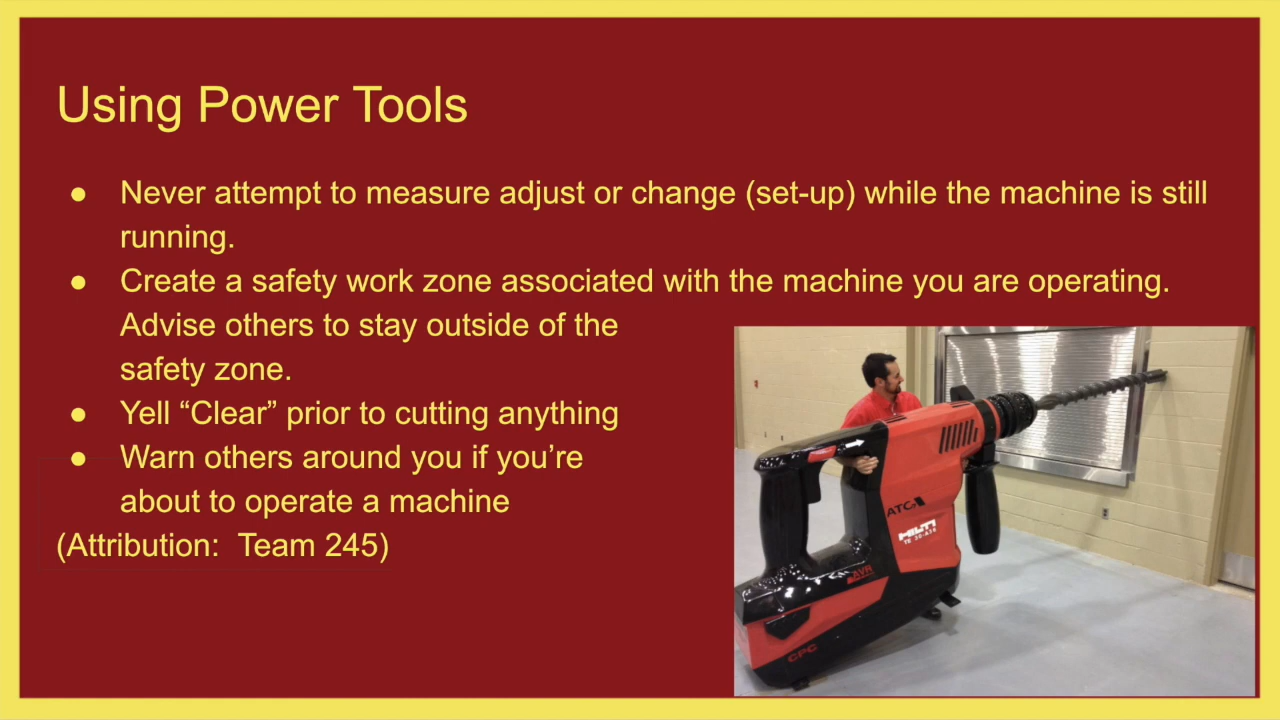 Using Power Tools
● Never attempt to measure adjust or change (set-up) while the machine is still
running.
● Create a safety work zone associated with the machine you are operating.
Advise others to stay outside of the
safety zone.
● Yell “Clear” prior to cutting anything
● Warn others around you if you’re
about to operate a machine
(Attribution:  Team 245)
ATC
HILTI
TE 30-A36
AVR
CPC